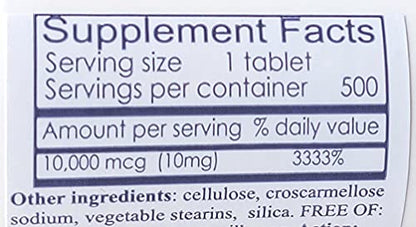 Supplement Facts
Serving size 1 tablet
Servings per container 500
Amount per serving % daily value
10,000 mcg (10mg) 3333%
Other ingredients: cellulose, croscarmellose
sodium, vegetable stearins, silica. FREE OF: